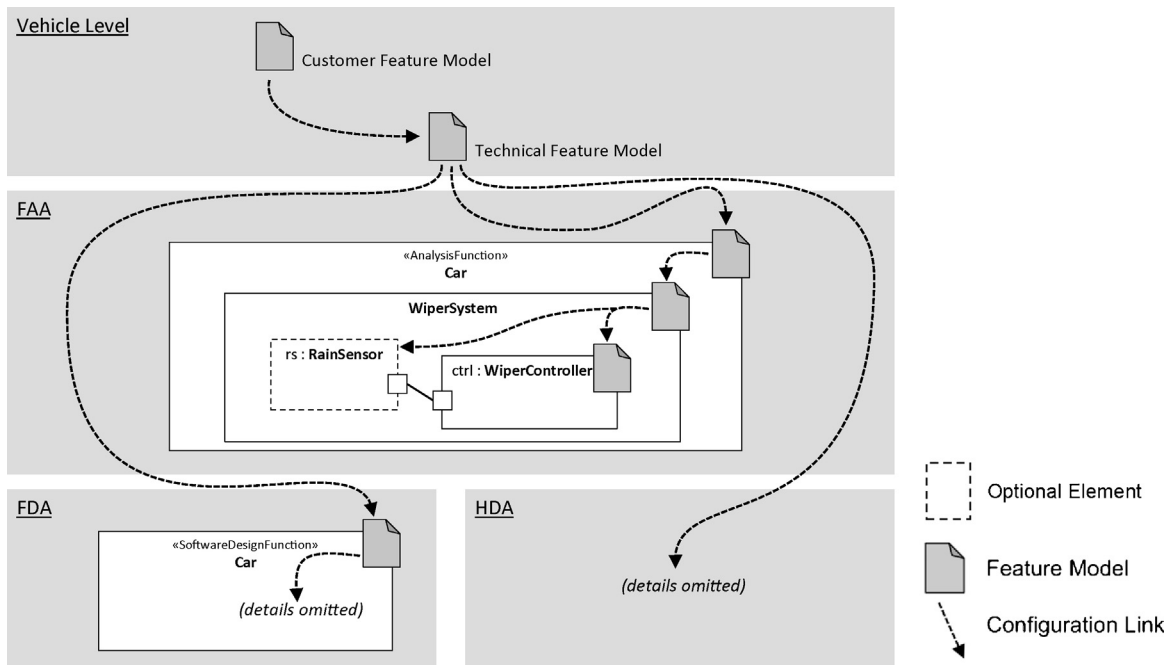 Vehicle Level
Customer Feature Model
Technical Feature Model
FAA
«AnalysisFunction»
Car
WiperSystem
rs : RainSensor
ctrl : WiperController
FDA
«SoftwareDesignFunction»
Car
(details omitted)
HDA
(details omitted)
Optional Element
Feature Model
Configuration Link